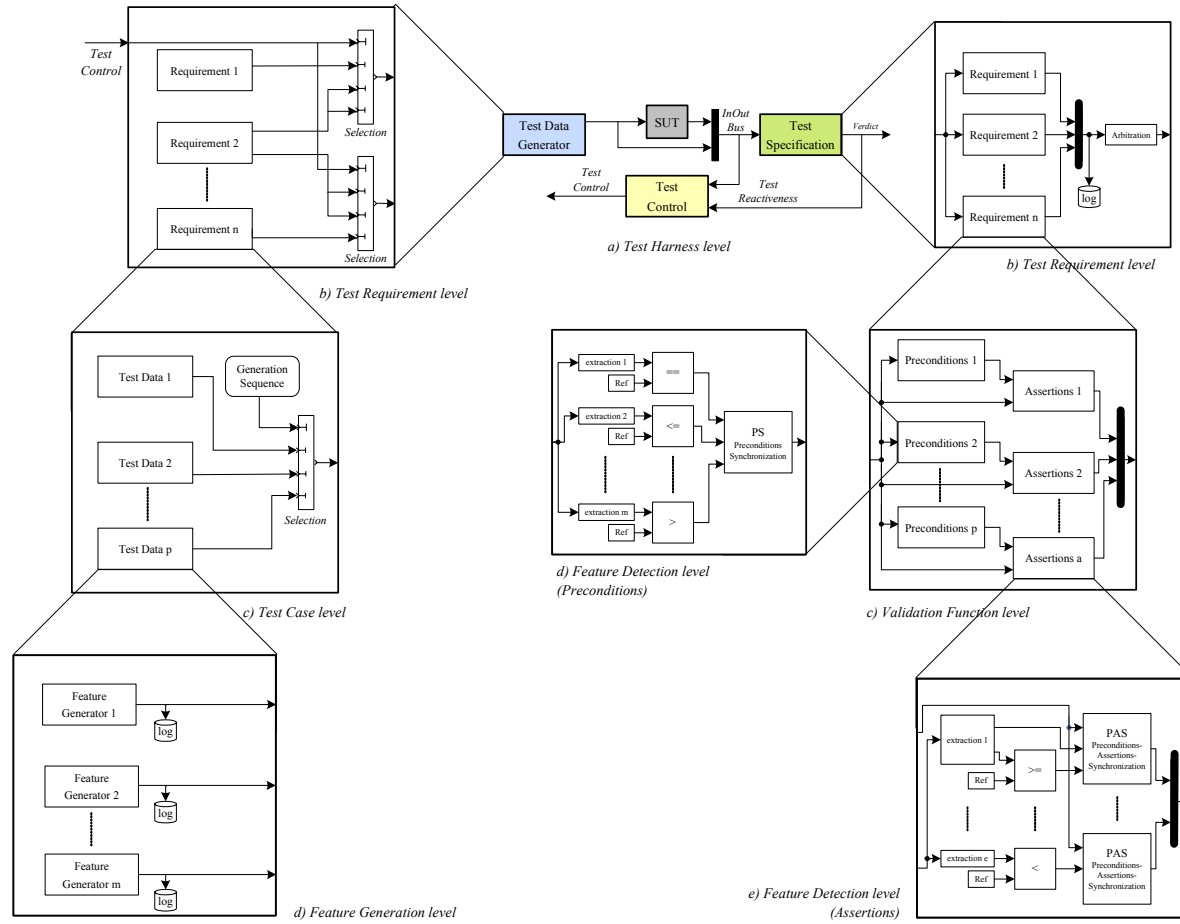 Test
Control
Requirement 1
Requirement 2
Requirement n
Selection
Selection
b) Test Requirement level
Test Data
Generator
SUT
InOut
Bus
Test
Specification
Verdict
Test
Control
Test
Control
Test
Reactiveness
a) Test Harness level
Requirement 1
Requirement 2
Requirement n
Arbitration
log
b) Test Requirement level
Test Data 1
Test Data 2
Test Data p
Generation
Sequence
Selection
c) Test Case level
extraction 1
Ref
==
extraction 2
Ref
<=
extraction m
Ref
>
PS
Preconditions
Synchronization
d) Feature Detection level
(Preconditions)
Preconditions 1
Assertions 1
Preconditions 2
Assertions 2
Preconditions p
Assertions a
c) Validation Function level
Feature
Generator 1
log
Feature
Generator 2
log
Feature
Generator m
log
d) Feature Generation level
extraction 1
Ref
>=
PAS
Preconditions-
Assertions-
Synchronization
extraction e
Ref
<
PAS
Preconditions-
Assertions-
Synchronization
e) Feature Detection level
(Assertions)